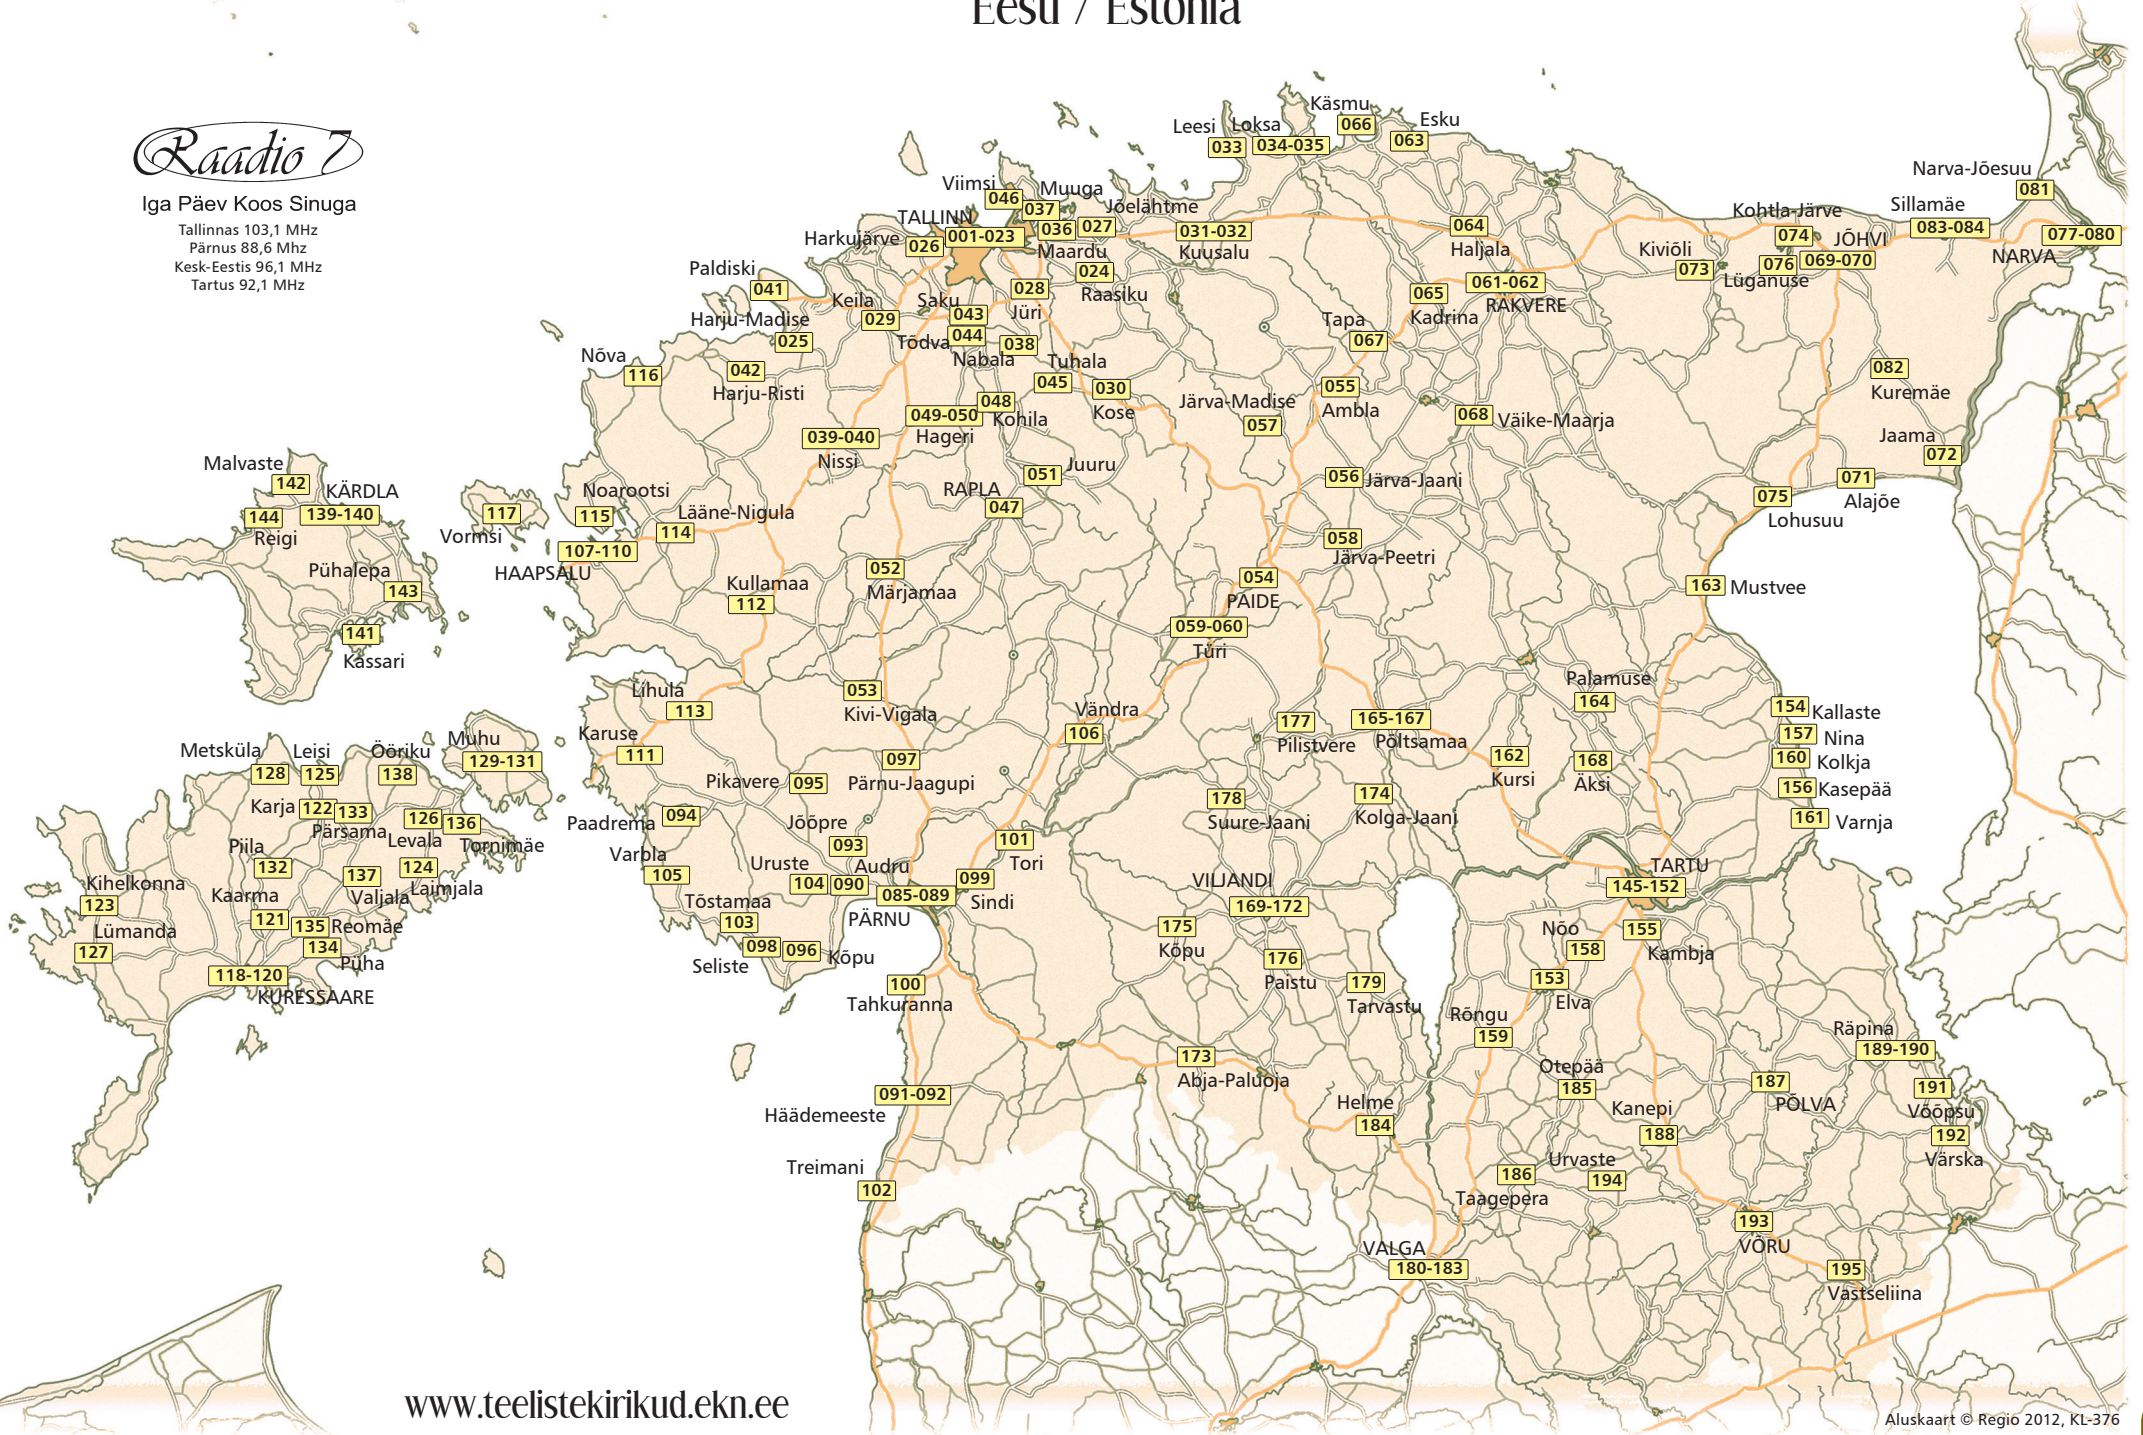 Eesti / Estonia
Raadio 7
Iga Päev Koos Sinuga
Tallinnas 103,1 MHz
Pärnus 88,6 Mhz
Kesk-Eestis 96,1 MHz
Tartus 92,1 MHz
Käsmu
066
Esku
063
Leesi
033
Loksa
034-035
Viimsi
046
Muuga
037
Jõelähtme
027
TALLINN
001-023
036
Maardu
Harkujärve
026
031-032
Kuusalu
064
Haljala
Narva-Jõesuu
081
Sillamäe
083-084
077-080
NARVA
Kohtla-Järve
074
JÕHVI
069-070
076
Lüganuse
Kiviõli
073
Paldiski
041
024
Raasiku
028
Jüri
Keila
029
Saku
043
Tõdva
044
038
Nabala
065
Kadrina
061-062
RAKVERE
Harju-Madise
025
Tapa
067
Nõva
116
042
Harju-Risti
Tuhala
045
030
Kose
055
Ambla
082
Kuremäe
Järva-Madise
057
049-050
Hageri
048
Kohila
068
Väike-Maarja
039-040
Nissi
Jaama
072
Malvaste
142
051
Juuru
056
Järva-Jaani
071
Alajõe
KÄRDLA
139-140
144
Reigi
117
Vormsi
Noarootsi
115
RAPLA
047
075
Lohusuu
Lääne-Nigula
114
107-110
HAAPSALU
058
Järva-Peetri
Pühalepa
143
Kullamaa
112
052
Märjamaa
054
PAIDE
163
Mustvee
141
Kassari
059-060
Türi
Lihula
113
053
Kivi-Vigala
Palamuse
164
154
Kallaste
Vändra
106
177
Pilistvere
165-167
Põltsamaa
157
Nina
Karuse
111
Muhu
129-131
Metsküla
128
Leisi
125
Ööriku
138
097
Pärnu-Jaagupi
162
Kursi
168
Äksi
160
Kolkja
Pikavere
095
156
Kasepää
Karja
122
133
Pärsama
126
Levala
136
Tornimäe
094
Paadrema
178
Suure-Jaani
174
Kolga-Jaani
161
Varnja
Jõõpre
093
101
Tori
Piila
132
137
Valjala
124
Laimjala
Varbla
105
Uruste
104
Audru
090
085-089
PÄRNU
099
Sindi
VILJANDI
169-172
TARTU
145-152
Kihelkonna
123
Kaarma
121
135
Reomäe
134
Püha
Tõstamaa
103
098
Seliste
096
Kõpu
175
Kõpu
155
Kambja
Nõo
158
Lümanda
127
118-120
KURESSAARE
176
Paistu
179
Tarvastu
153
Elva
100
Tahkuranna
Rõngu
159
Räpina
189-190
173
Abja-Paluoja
Otepää
185
187
PÕLVA
191
Võõpsu
091-092
Häädemeeste
Helme
184
Kanepi
188
192
Värska
Treimani
102
Urvaste
194
186
Taagepera
193
VÕRU
VALGA
180-183
195
Vastseliina
www.teelistekirikud.ekn.ee
Aluskaart © Regio 2012, KL-376